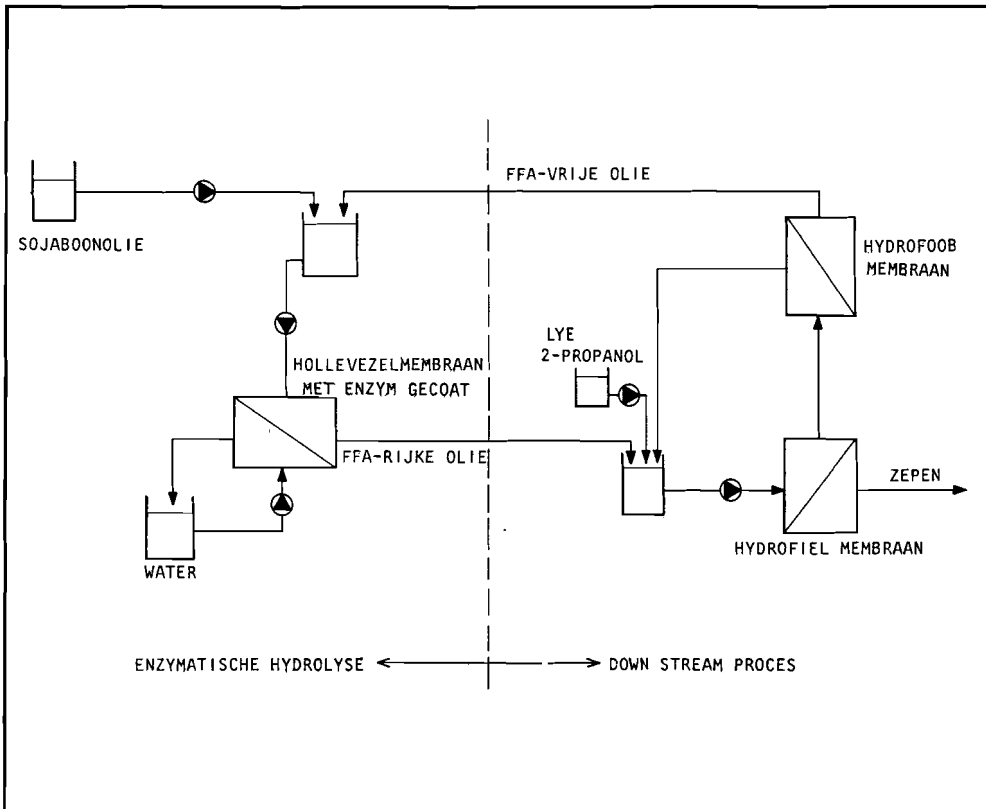 FFA-VRIJE OLIE
SOJABOONOLIE
HYDROFOOB
MEMBRAAN
LYE
2-PROPANOL
HOLLEVEZELMEMBRAAN
MET ENZYM GECOAT
FFA-RIJKE OLIE
ZEPEN
HYDROFIEL MEMBRAAN
WATER
ENZYMATISCHE HYDROLYSE
DOWN STREAM PROCES